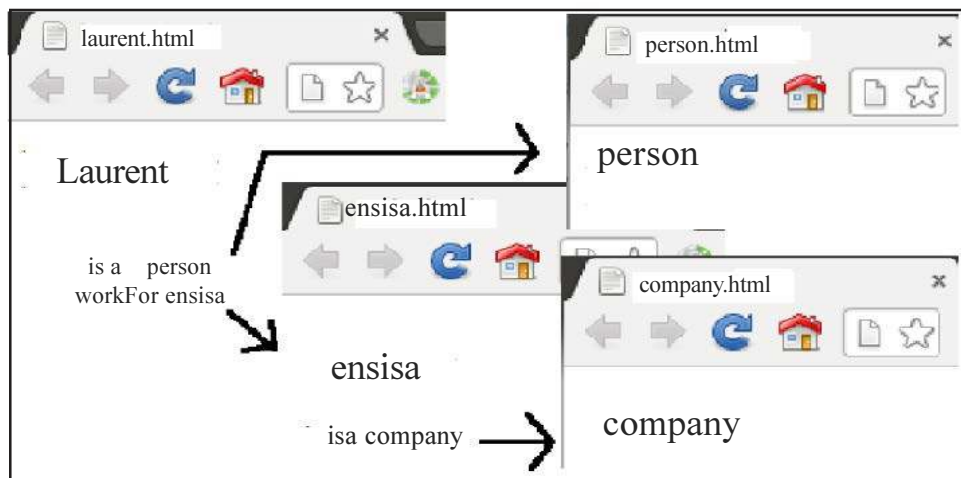 laurent.html
Laurent
is a person
workFor ensisa
person.html
person
ensisa.html
ensisa
isa company
company.html
company